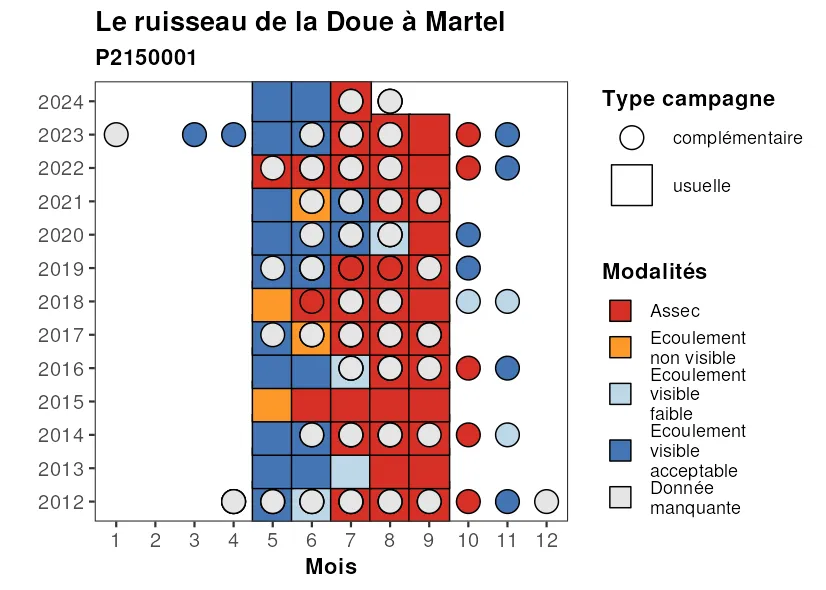 Le ruisseau de la Doue à Martel
P2150001
2024
2023
2022
2021
2020
2019
2018
2017
2016
2015
2014
2013
2012
1 2 3 4 5 6 7 8 9 10 11 12
Mois
Type campagne
complémentaire
usuelle
Modalités
Assec
Ecoulement
non visible
Ecoulement
visible
faible
Ecoulement
visible
acceptable
Donnée
manquante